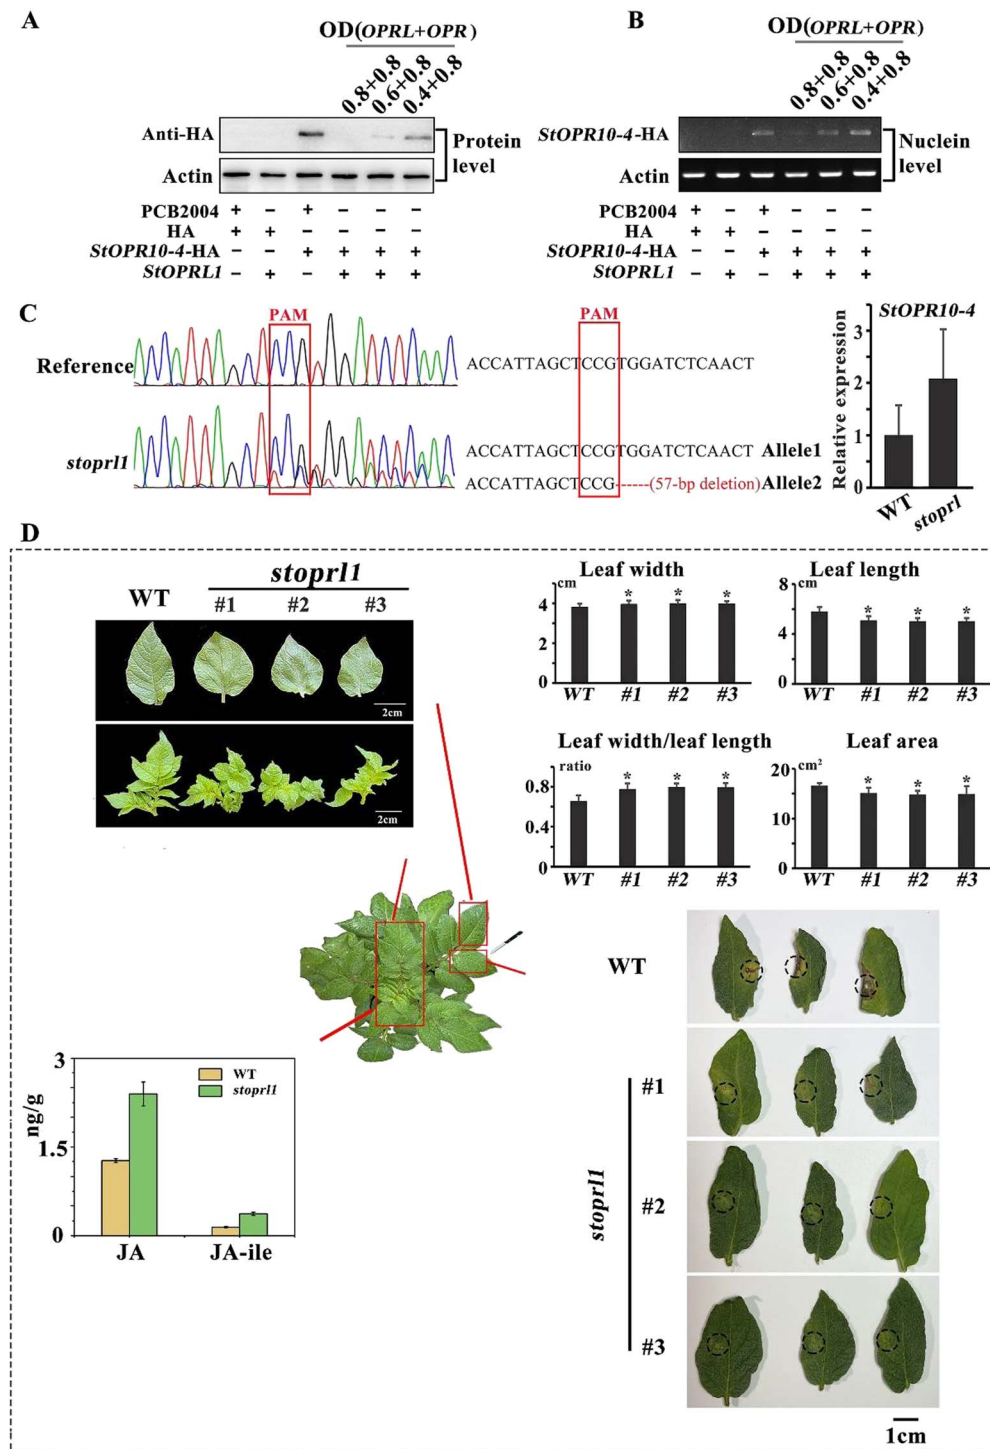 A
OD(OPRL+OPR)
0.8+0.8
0.6+0.8
0.4+0.8
Anti-HA
Protein
level
Actin
PCB2004 + – + – – –
HA + + – – – –
StOPR10-4-HA – – + + + +
StOPRL1 – + – + + +
B
OD(OPRL+OPR)
0.8+0.8
0.6+0.8
0.4+0.8
StOPR10-4-HA
Nuclein
level
Actin
PCB2004 + – + – – –
HA + + – – – –
StOPR10-4-HA – – + + + +
StOPRL1 – + – + + +
C
PAM
PAM
Reference
ACCATTAGCTCCGTGGATCTCAACT
stoprl1
ACCATTAGCTCCGTGGATCTCAACT Allele1
ACCATTAGCTCCG------(57-bp deletion) Allele2
StOPR10-4
Relative expression
3
2
1
0
WT
stoprl
D
WT
stoprl1
#1 #2 #3
2cm
2cm
Leaf width
cm
4
2
0
* * *
WT #1 #2 #3
Leaf length
8
cm
4
0
* * *
WT #1 #2 #3
Leaf width/leaf length
ratio
0.8
0.4
0
* * *
WT #1 #2 #3
Leaf area
20
cm²
10
0
* * *
WT #1 #2 #3
ng/g
3
1.5
0
WT
stoprl1
JA JA-ile
WT
stoprl1
#1
#2
#3
1cm